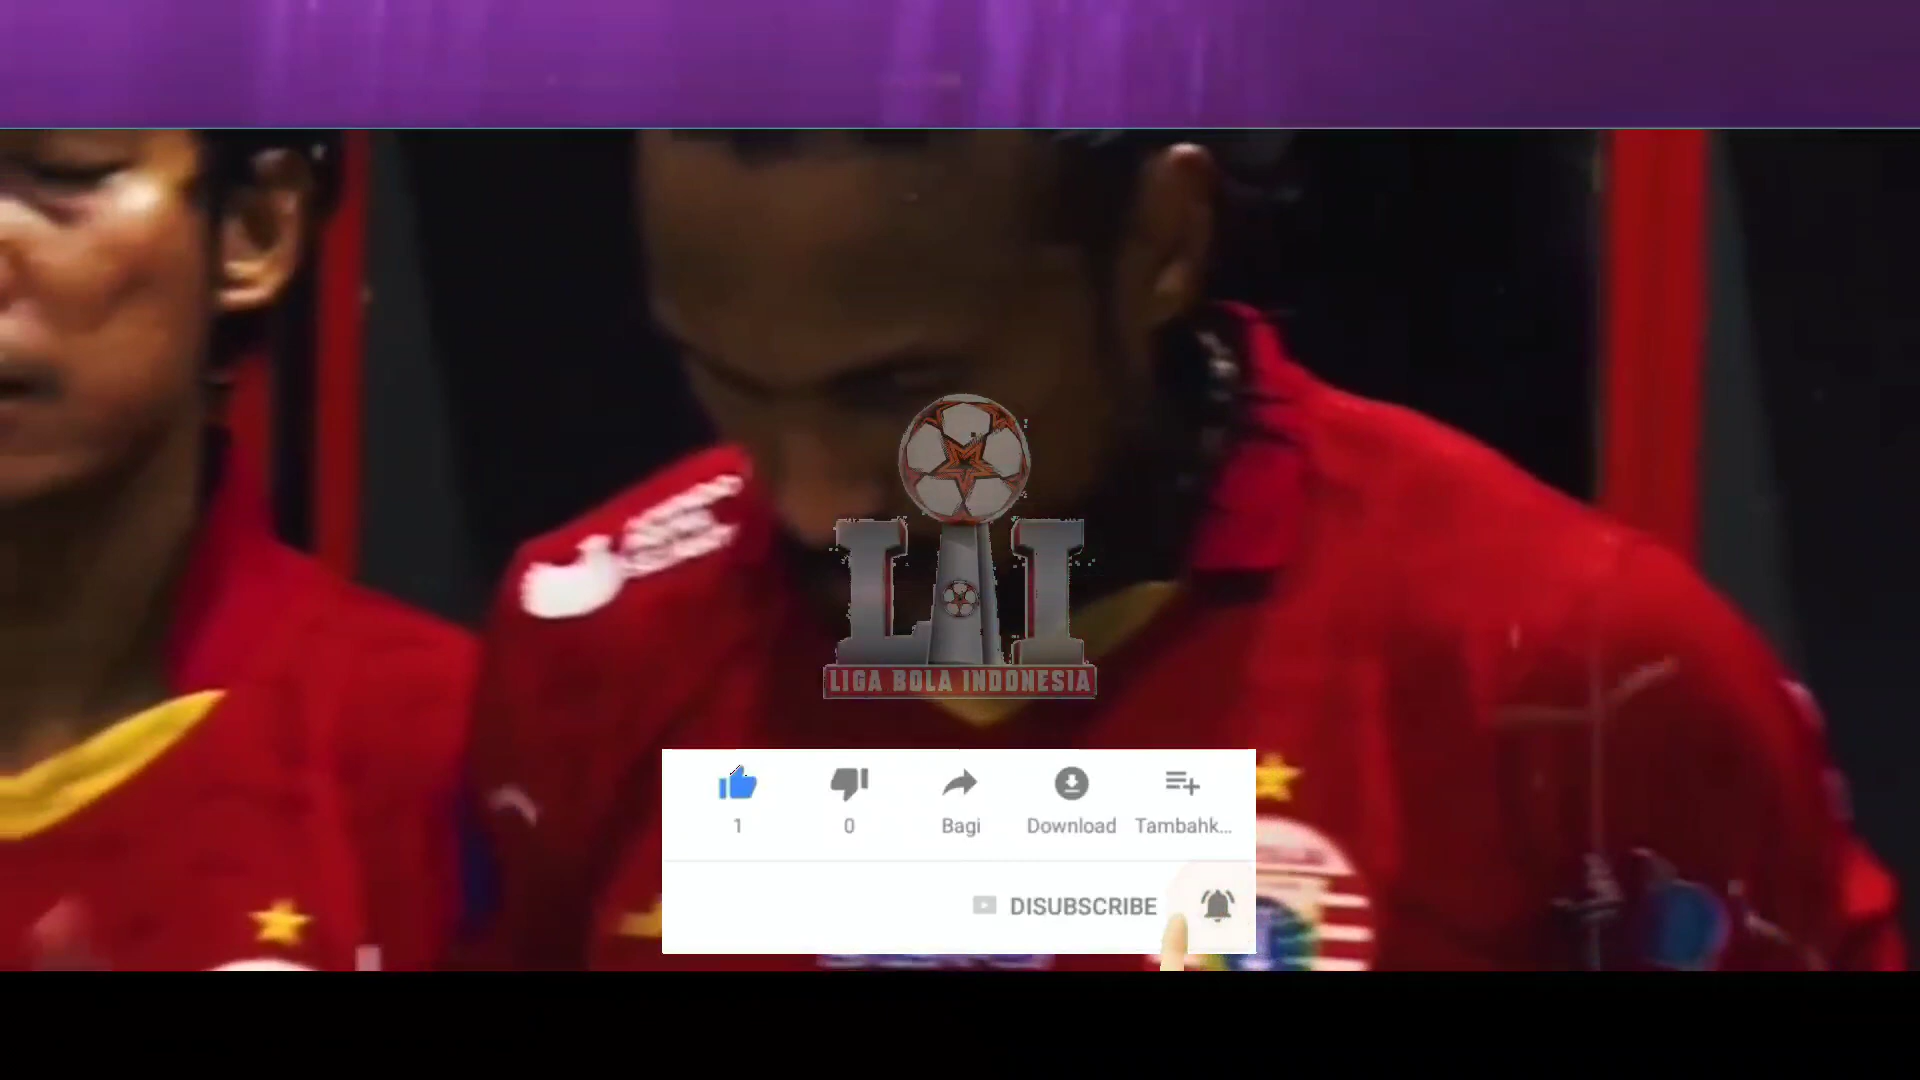 LIGA BOLA INDONESIA
1
0
Bagi
Download
Tambahk...
DISUBSCRIBE